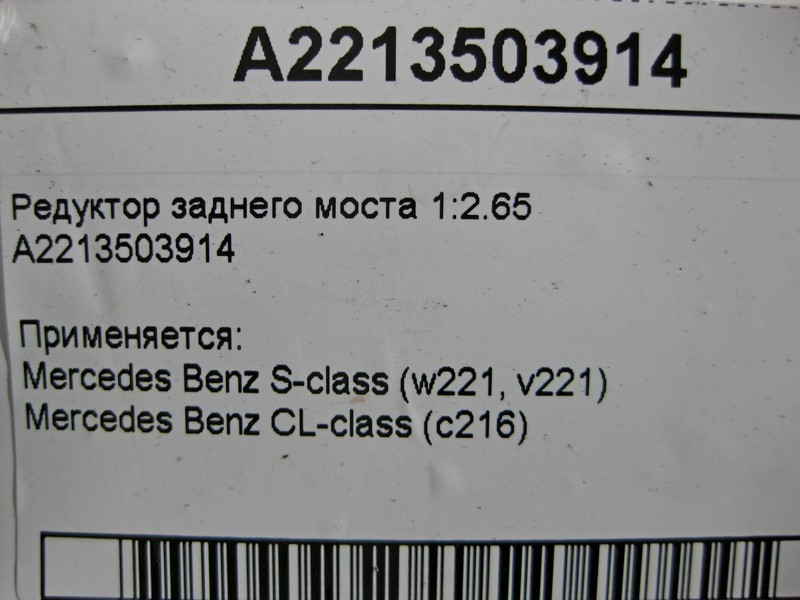 A2213503914
Редуктор заднего моста 1:2.65
A2213503914
Применяется:
Mercedes Benz S-class (w221, v221)
Mercedes Benz CL-class (c216)